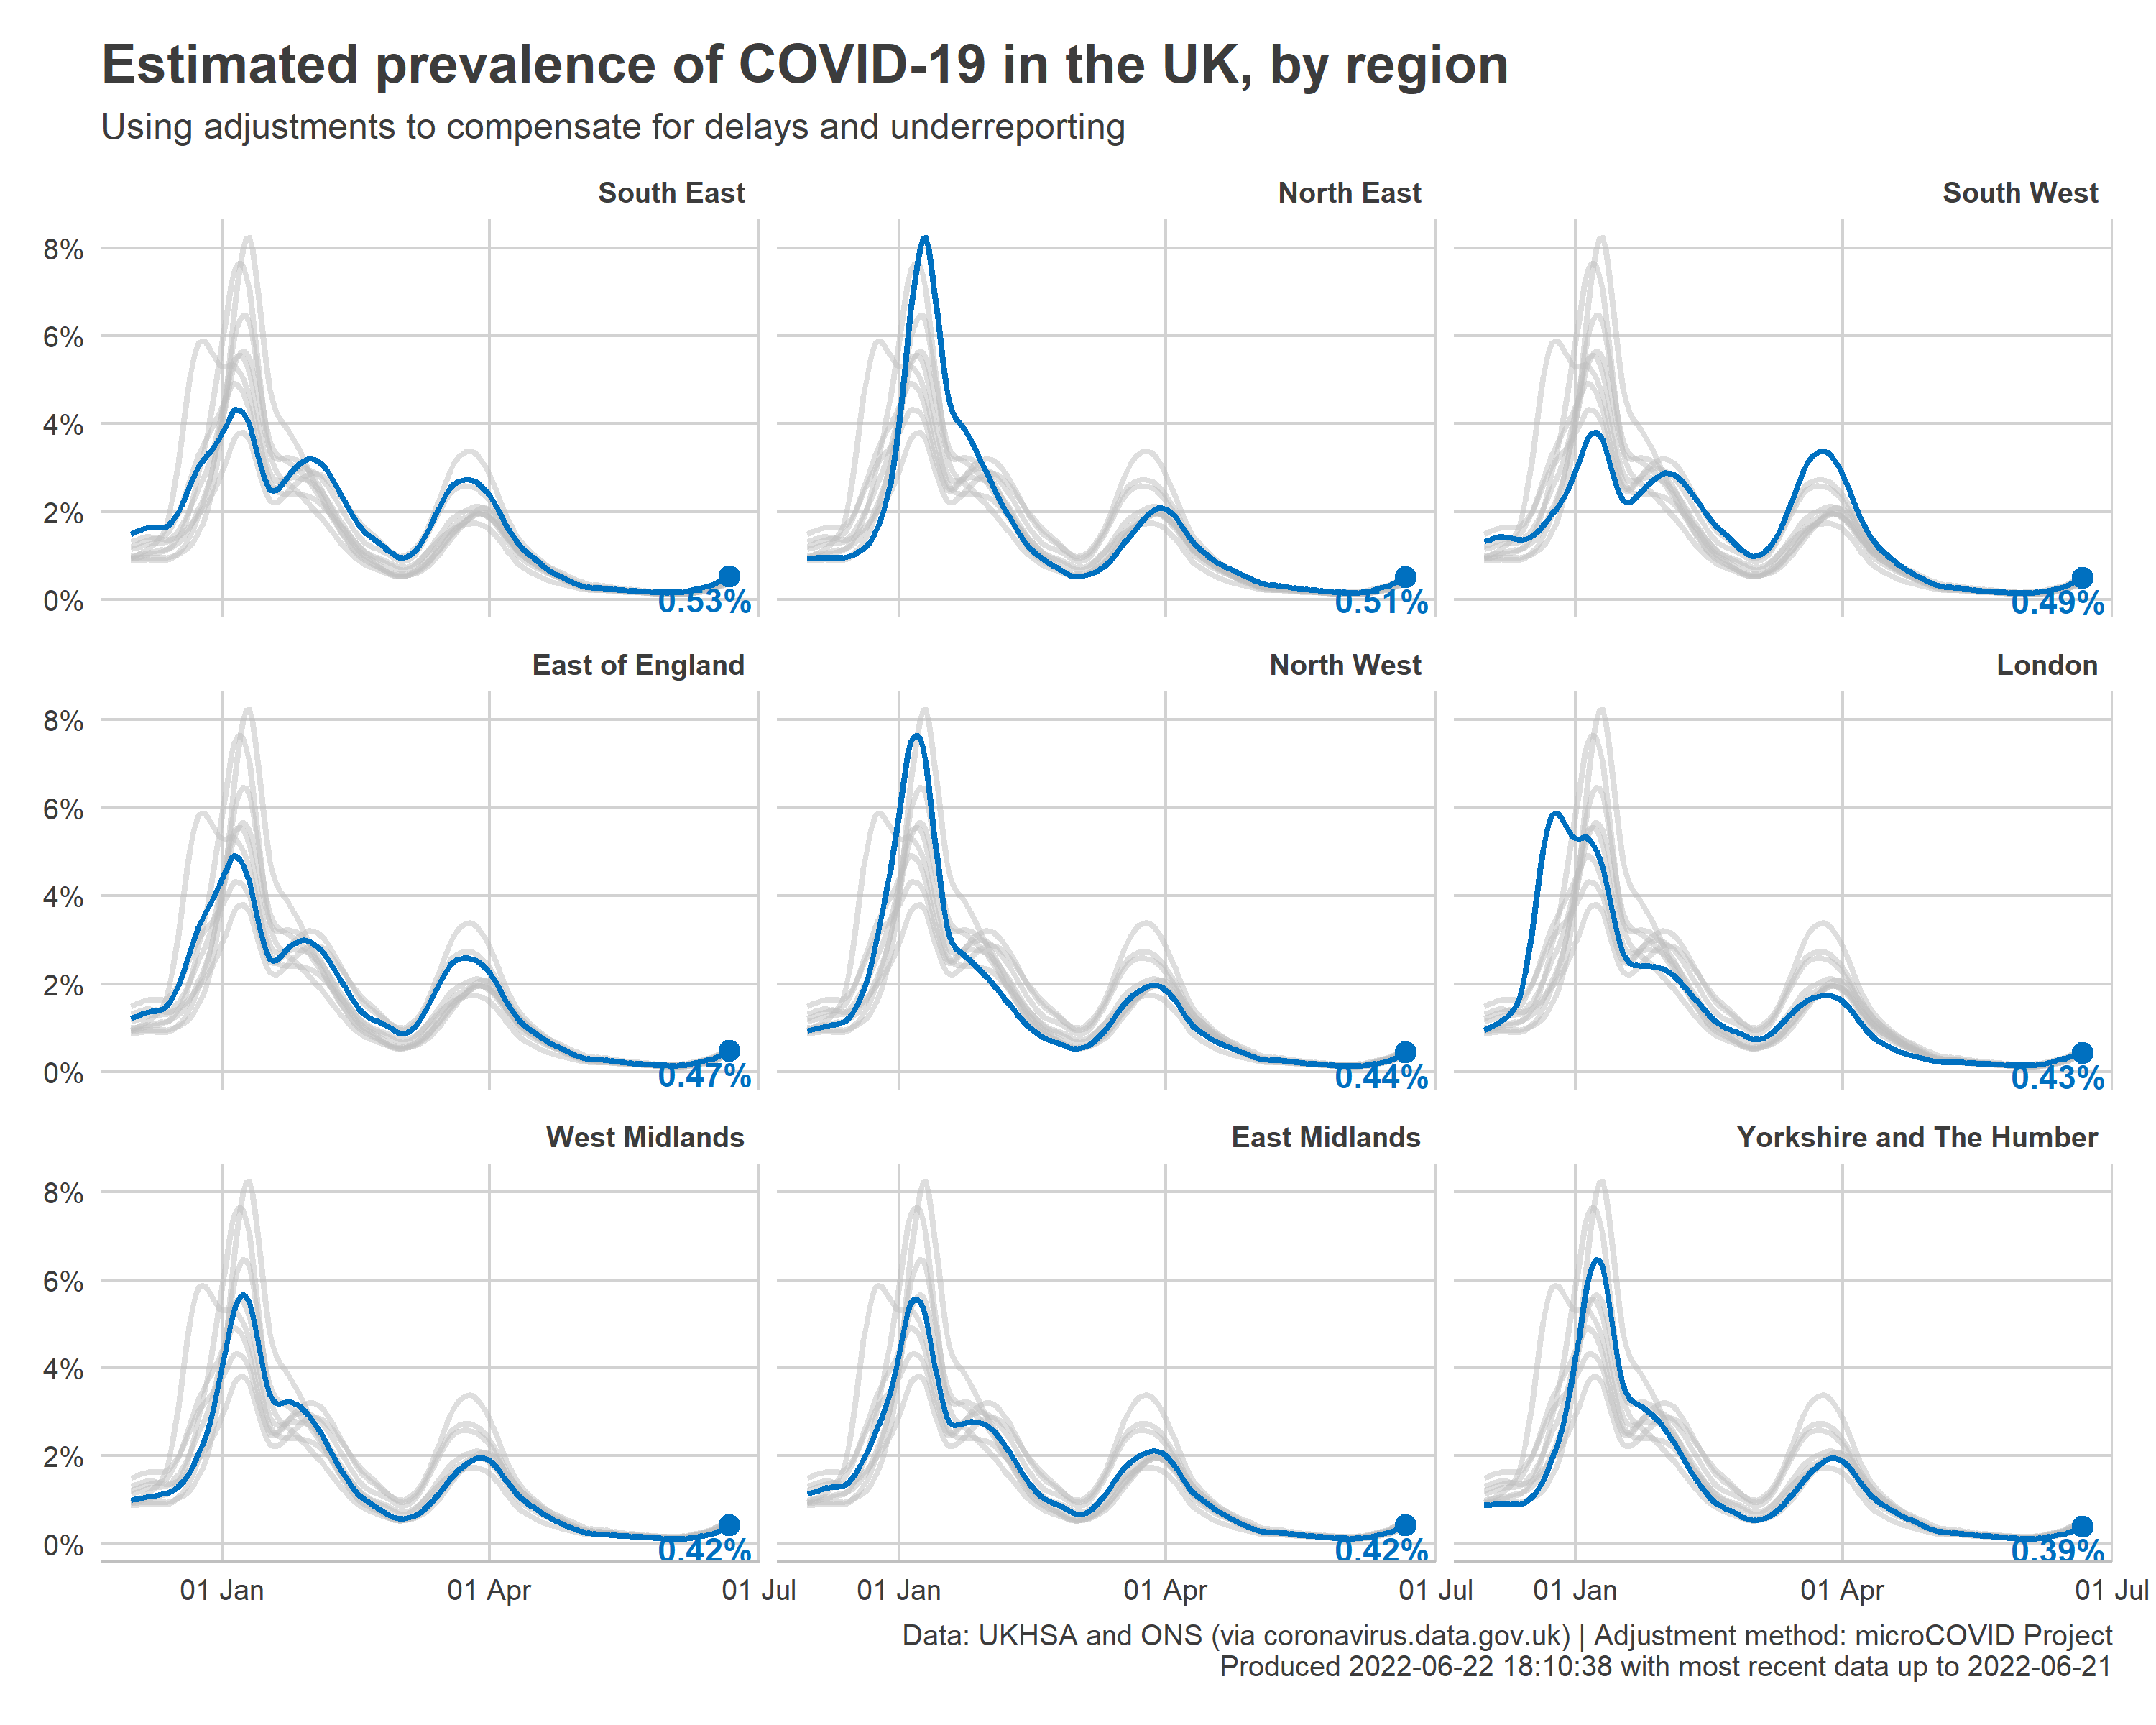 Estimated prevalence of COVID-19 in the UK, by region
Using adjustments to compensate for delays and underreporting
South East
North East
South West
8%
6%
4%
2%
0%
0.53%
0.51%
0.49%
East of England
North West
London
8%
6%
4%
2%
0%
0.47%
0.44%
0.43%
West Midlands
East Midlands
Yorkshire and The Humber
8%
6%
4%
2%
0%
0.42%
0.42%
0.39%
01 Jan
01 Apr
01 Jul
01 Jan
01 Apr
01 Jul
01 Jan
01 Apr
01 Jul
Data: UKHSA and ONS (via coronavirus.data.gov.uk) | Adjustment method: microCOVID Project
Produced 2022-06-22 18:10:38 with most recent data up to 2022-06-21